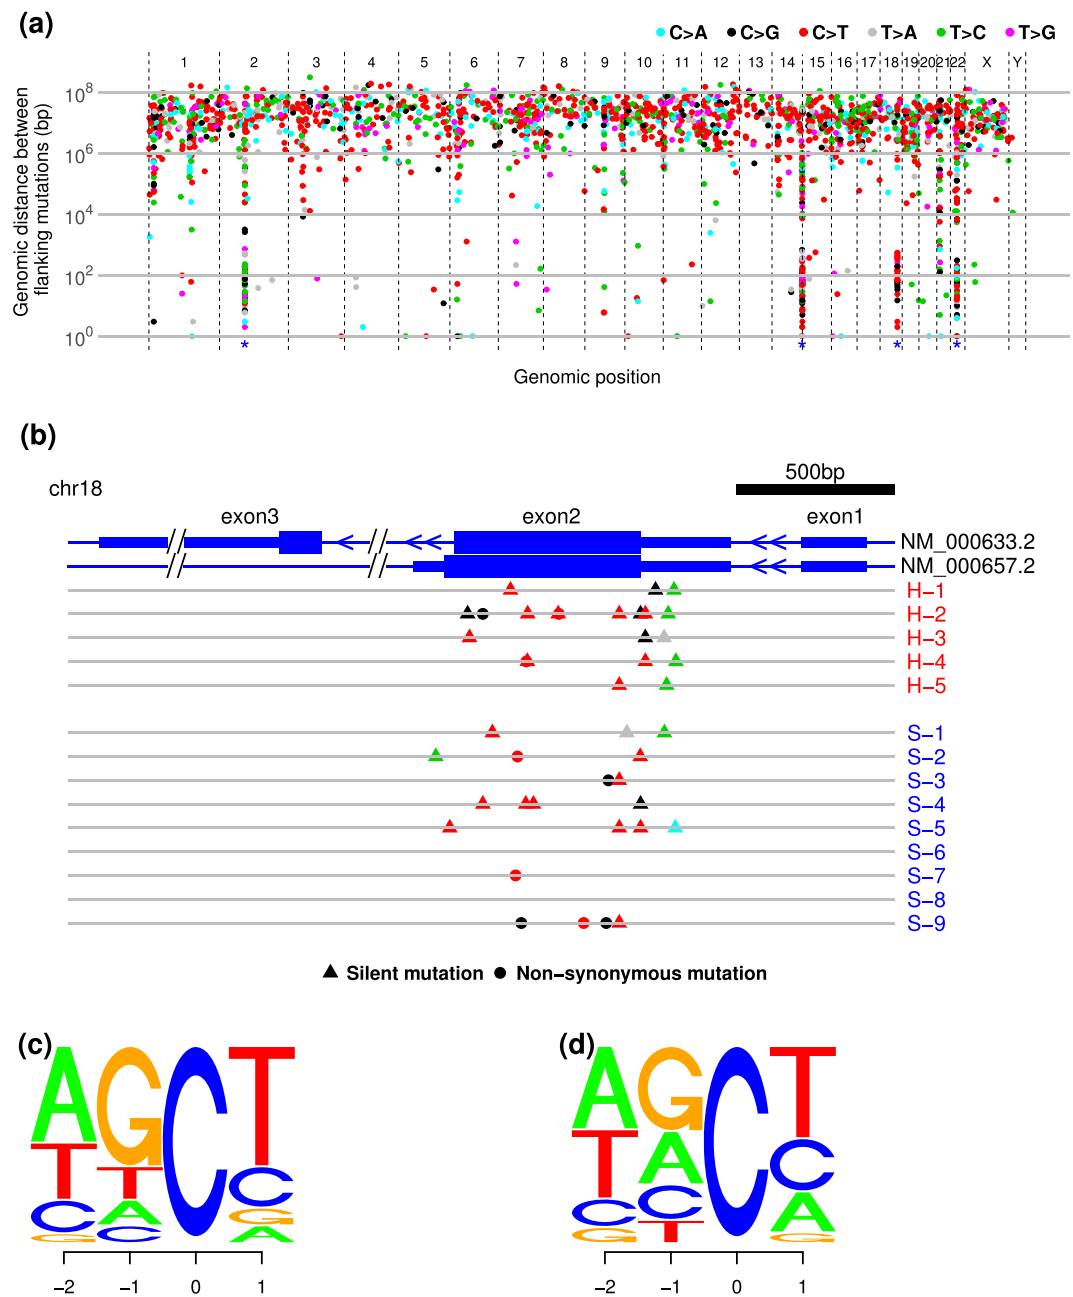 (a)
C>A C>G C>T T>A T>C T>G
1 2 3 4 5 6 7 8 9 10 11 12 13 14 15 16 17 18 19 20 21 22 X Y
Genomic distance between
flanking mutations (bp)
10^8
10^6
10^4
10^2
10^0
* * * *
Genomic position
(b)
500bp
chr18
exon3 exon2 exon1
NM_000633.2
NM_000657.2
H−1
H−2
H−3
H−4
H−5
S−1
S−2
S−3
S−4
S−5
S−6
S−7
S−8
S−9
Silent mutation Non−synonymous mutation
(c) (d)
A G C T
T T C
C A G
G C A
−2 −1 0 1
A G C T
T A C
C C A
G T G
−2 −1 0 1